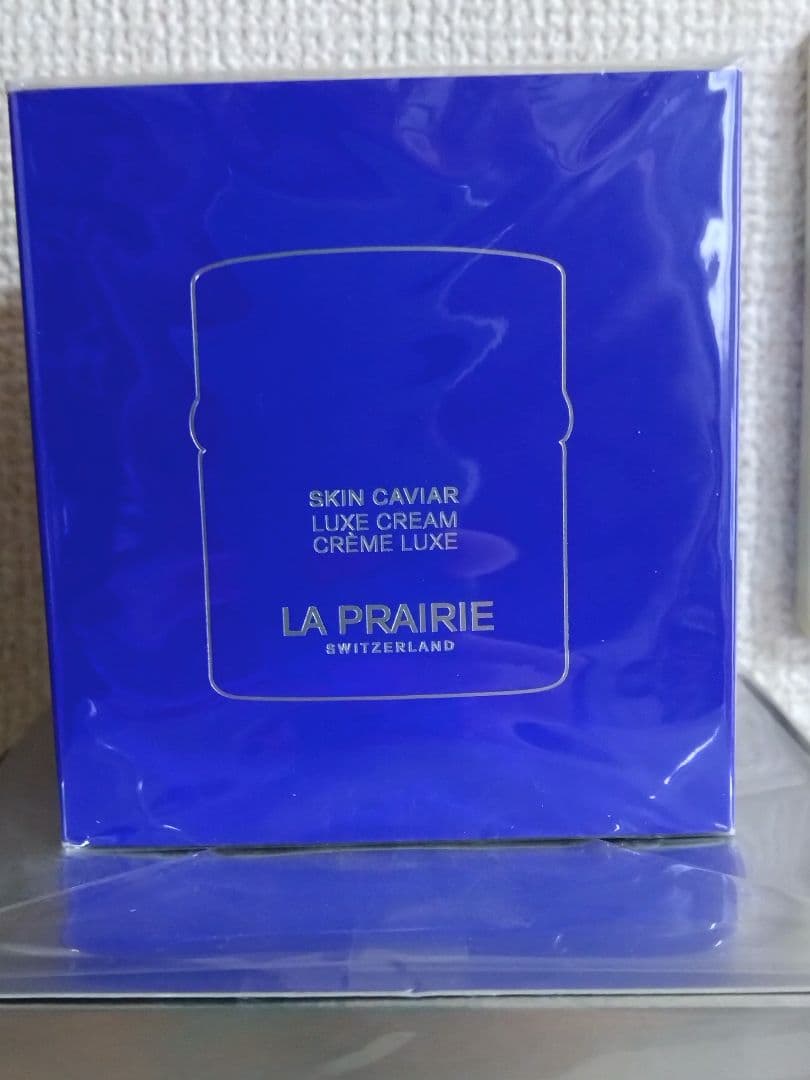 SKIN CAVIAR
LUXE CREAM
CRÈME LUXE
LA PRAIRIE
SWITZERLAND